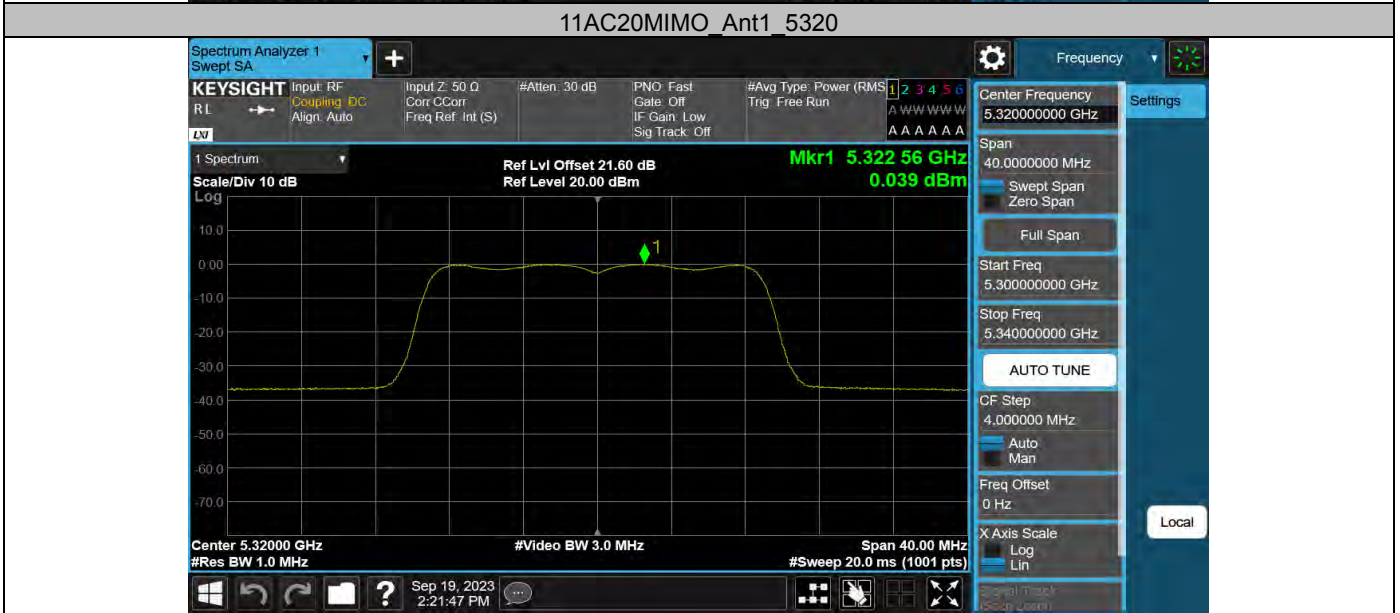 11AC20MIMO_Ant1_5320
Spectrum Analyzer 1
Swept SA
+
Frequency
KEYSIGHT
RL
LXI
Input: RF
Coupling: DC
Align: Auto
Input Z: 50 Ω
Corr CCorr
Freq Ref: Int (S)
#Atten: 30 dB
PNO: Fast
Gate: Off
IF Gain: Low
Sig Track: Off
#Avg Type: Power (RMS
Trig: Free Run
1 2 3 4 5 6
A W W W W W
A A A A A A
1 Spectrum
Scale/Div 10 dB
Log
Ref Lvl Offset 21.60 dB
Ref Level 20.00 dBm
Mkr1 5.322 56 GHz
0.039 dBm
10.0
0.00
-10.0
-20.0
-30.0
-40.0
-50.0
-60.0
-70.0
1
Center 5.32000 GHz
#Res BW 1.0 MHz
#Video BW 3.0 MHz
Span 40.00 MHz
#Sweep 20.0 ms (1001 pts)
Center Frequency
5.320000000 GHz
Settings
Span
40.0000000 MHz
Swept Span
Zero Span
Full Span
Start Freq
5.300000000 GHz
Stop Freq
5.340000000 GHz
AUTO TUNE
CF Step
4.000000 MHz
Auto
Man
Freq Offset
0 Hz
X Axis Scale
Log
Lin
Local
?
Sep 19, 2023
2:21:47 PM